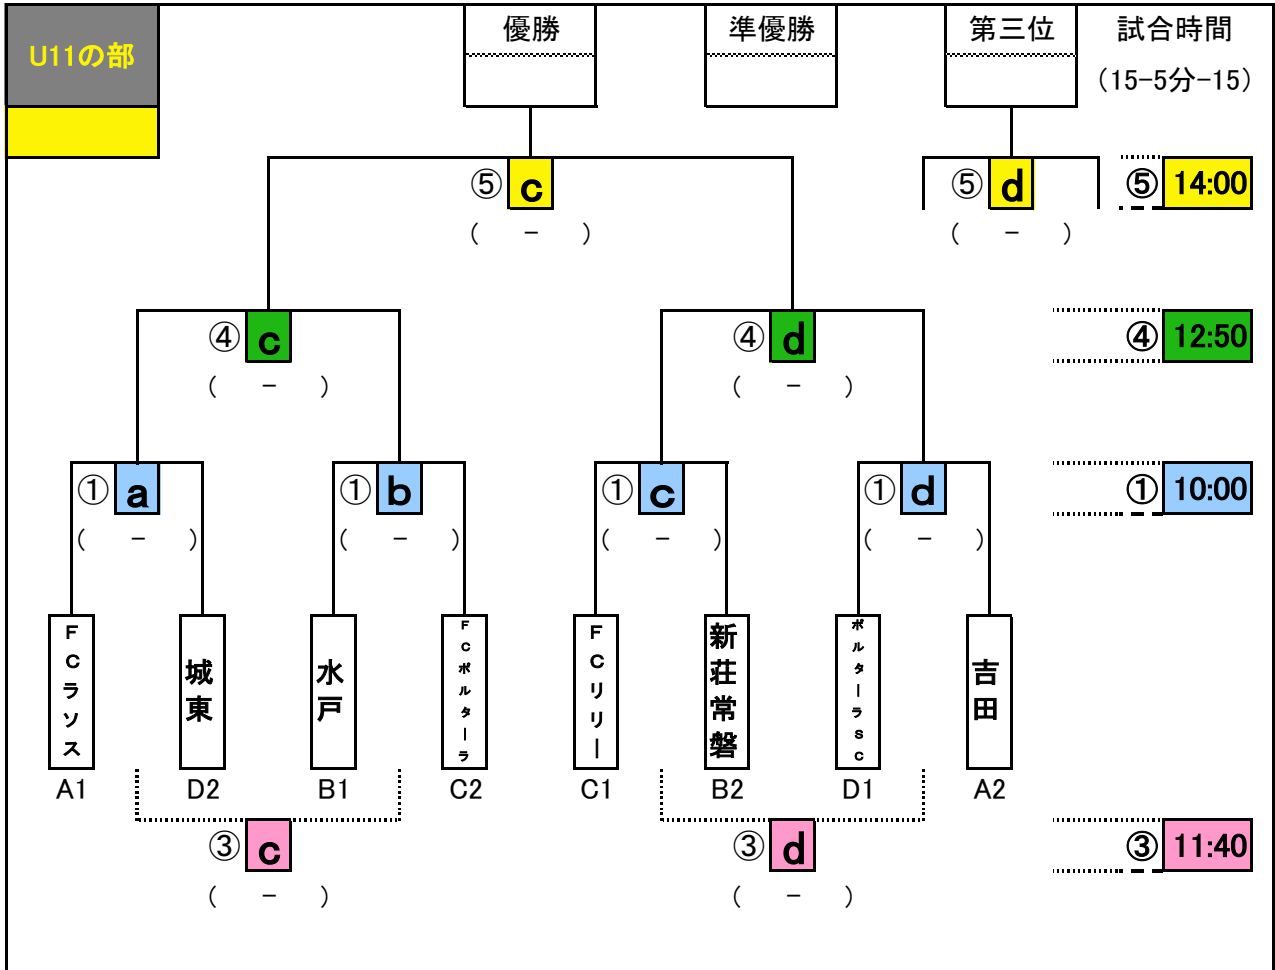 U11の部
優勝
準優勝
第三位
試合時間
(15-5分-15)
⑤ c
( - )
⑤ d
( - )
⑤ 14:00
④ c
( - )
④ d
( - )
④ 12:50
① a
( - )
① b
( - )
① c
( - )
① d
( - )
① 10:00
FCラソス
城東
水戸
FCポルターラ
FCリリー
新荘常磐
ポルターラSC
吉田
A1
D2
B1
C2
C1
B2
D1
A2
③ c
( - )
③ d
( - )
③ 11:40